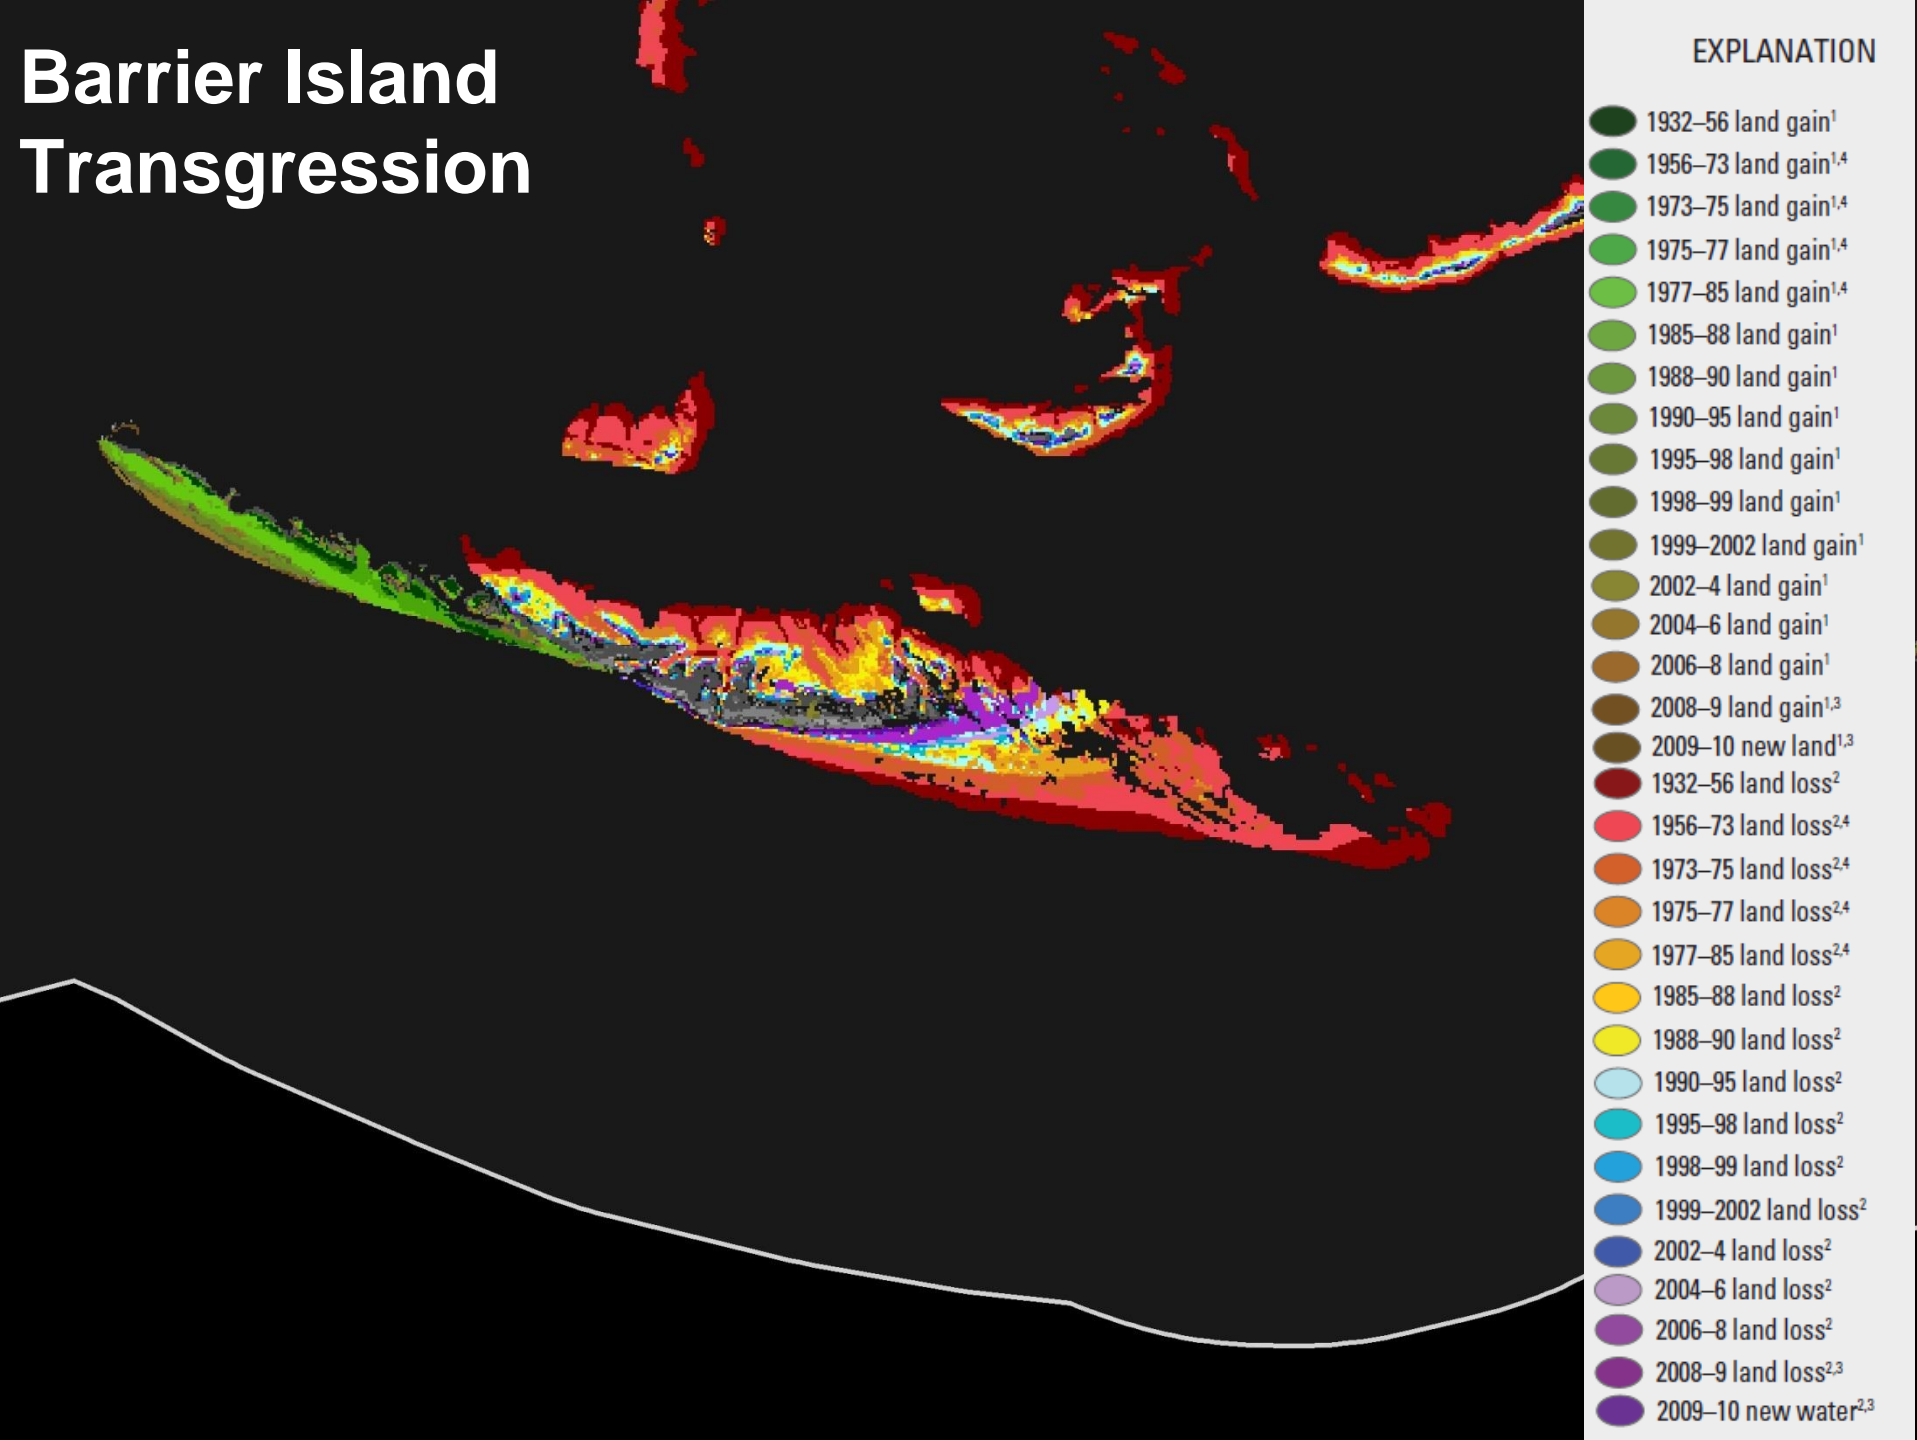 Barrier Island
Transgression
EXPLANATION
1932–56 land gain¹
1956–73 land gain¹,⁴
1973–75 land gain¹,⁴
1975–77 land gain¹,⁴
1977–85 land gain¹,⁴
1985–88 land gain¹
1988–90 land gain¹
1990–95 land gain¹
1995–98 land gain¹
1998–99 land gain¹
1999–2002 land gain¹
2002–4 land gain¹
2004–6 land gain¹
2006–8 land gain¹
2008–9 land gain¹,³
2009–10 new land¹,³
1932–56 land loss²
1956–73 land loss²,⁴
1973–75 land loss²,⁴
1975–77 land loss²,⁴
1977–85 land loss²,⁴
1985–88 land loss²
1988–90 land loss²
1990–95 land loss²
1995–98 land loss²
1998–99 land loss²
1999–2002 land loss²
2002–4 land loss²
2004–6 land loss²
2006–8 land loss²
2008–9 land loss²,³
2009–10 new water²,³